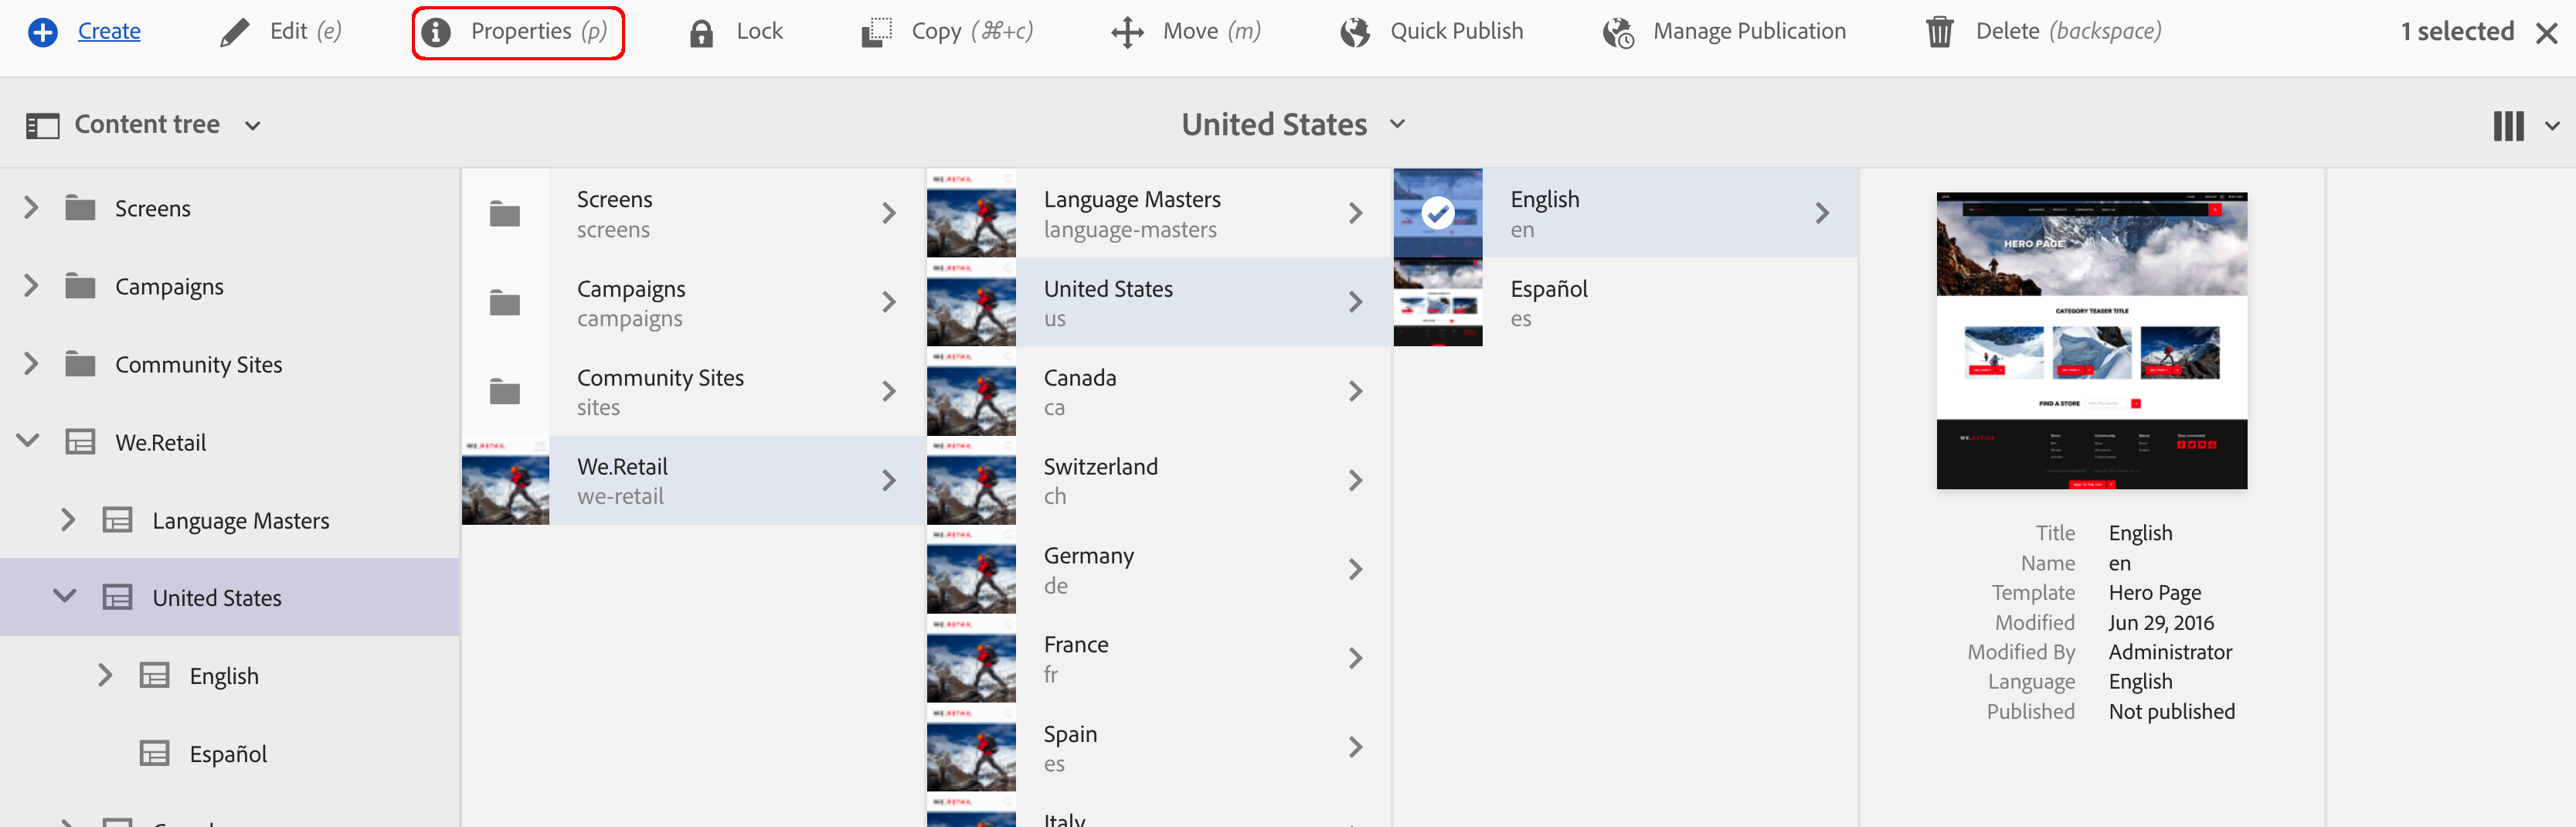 Create Edit (e) Properties (p) Lock Copy (⌘+c) Move (m) Quick Publish Manage Publication Delete (backspace) 1 selected
Content tree United States
Screens
Campaigns
Community Sites
We.Retail
Language Masters
United States
English
Español
Screens
screens
Campaigns
campaigns
Community Sites
sites
We.Retail
we-retail
Language Masters
language-masters
United States
us
Canada
ca
Switzerland
ch
Germany
de
France
fr
Spain
es
Italy
English
en
Español
es
HERO PAGE
CATEGORY TEASER TITLE
FIND A STORE
Title English
Name en
Template Hero Page
Modified Jun 29, 2016
Modified By Administrator
Language English
Published Not published